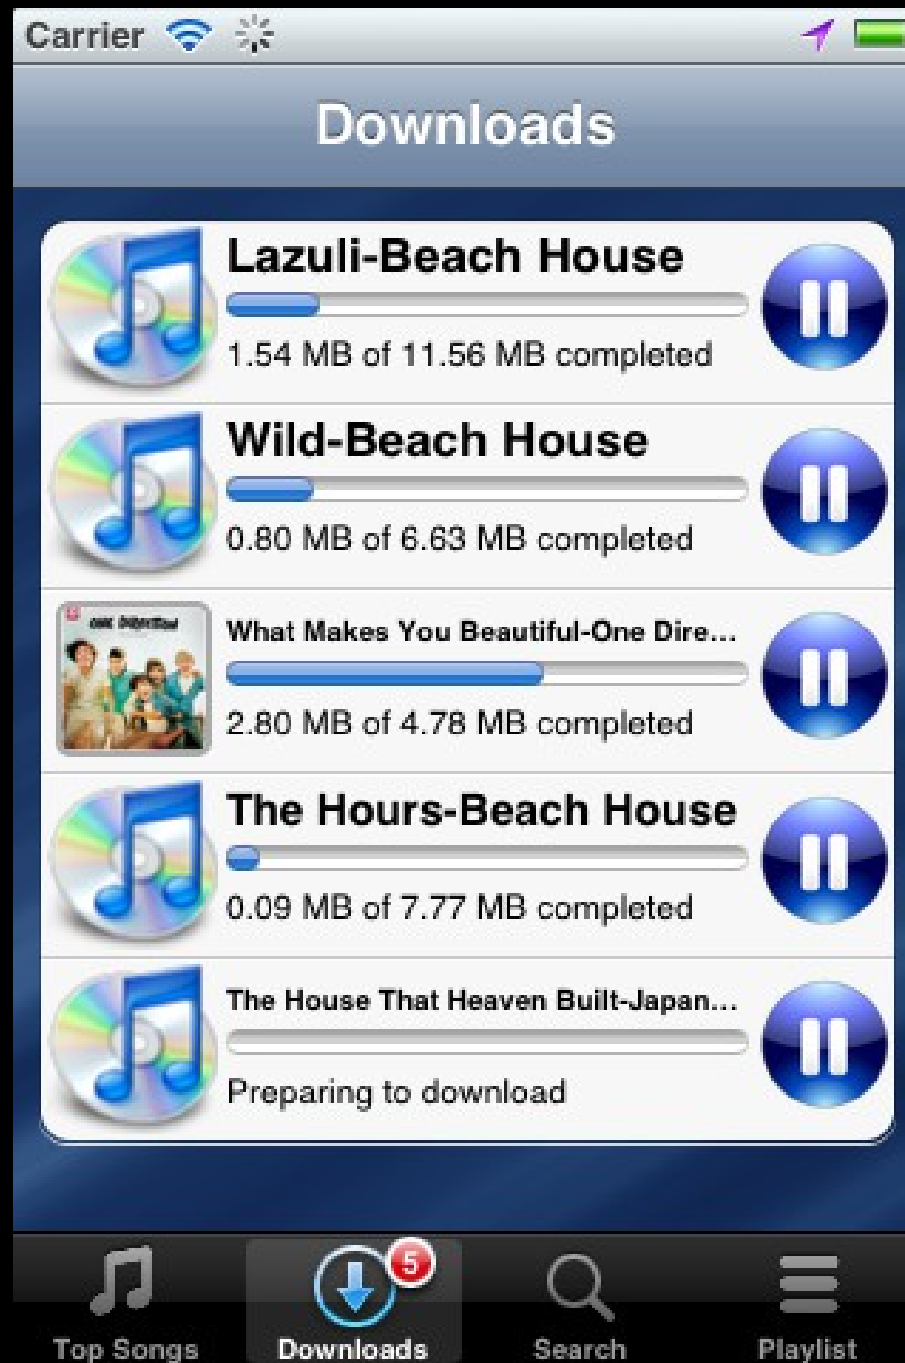 Carrier
Downloads
Lazuli-Beach House
1.54 MB of 11.56 MB completed
Wild-Beach House
0.80 MB of 6.63 MB completed
ONE DIRECTION
What Makes You Beautiful-One Dire...
2.80 MB of 4.78 MB completed
The Hours-Beach House
0.09 MB of 7.77 MB completed
The House That Heaven Built-Japan...
Preparing to download
5
Top Songs
Downloads
Search
Playlist